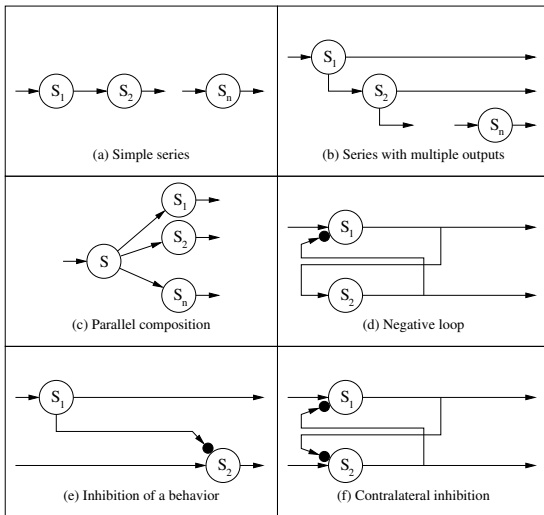 S1 S2 Sn
(a) Simple series
S1
S2
Sn
(b) Series with multiple outputs
S1
S S2
Sn
(c) Parallel composition
S1
S2
(d) Negative loop
S1
S2
(e) Inhibition of a behavior
S1
S2
(f) Contralateral inhibition